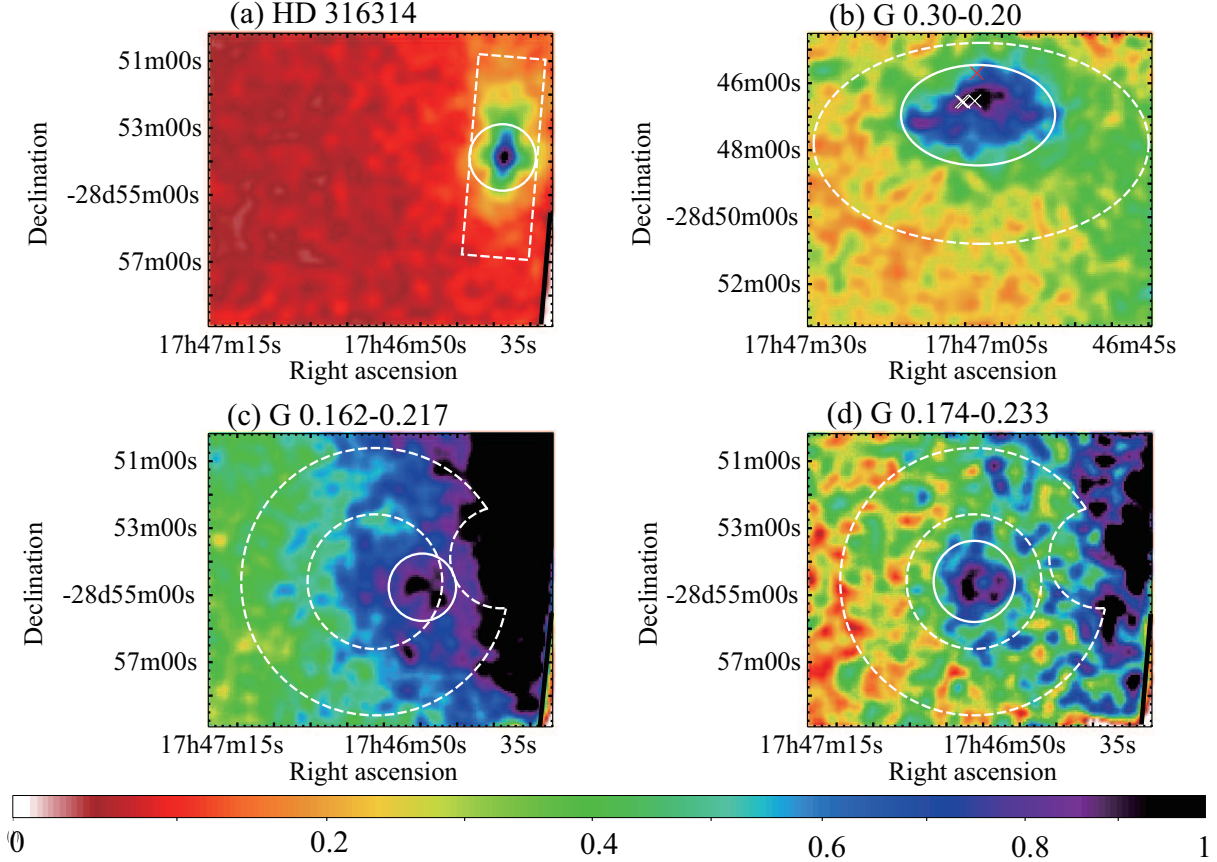 (a) HD 316314
51m00s
53m00s
-28d55m00s
57m00s
Declination
17h47m15s 17h46m50s 35s
Right ascension
(b) G 0.30-0.20
46m00s
48m00s
-28d50m00s
52m00s
Declination
17h47m30s 17h47m05s 46m45s
Right ascension
(c) G 0.162-0.217
51m00s
53m00s
-28d55m00s
57m00s
Declination
17h47m15s 17h46m50s 35s
Right ascension
(d) G 0.174-0.233
51m00s
53m00s
-28d55m00s
57m00s
Declination
17h47m15s 17h46m50s 35s
Right ascension
0 0.2 0.4 0.6 0.8 1